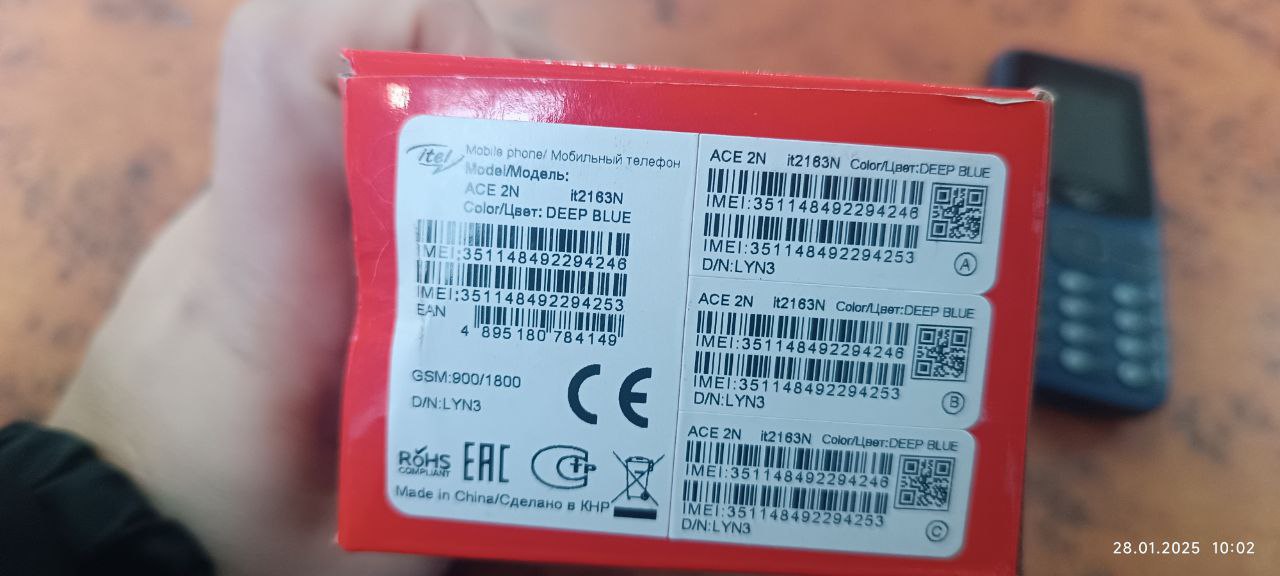 itel
Mobile phone/ Мобильный телефон
Model/Модель:
ACE 2N it2163N
Color/Цвет: DEEP BLUE
IMEI:351148492294246
IMEI:351148492294253
EAN
4 895180 784149
GSM:900/1800
D/N:LYN3
CE
RoHS
COMPLIANT
EAC
Made in China/Сделано в КНР
ACE 2N it2163N Color/Цвет:DEEP BLUE
IMEI:351148492294246
IMEI:351148492294253
D/N:LYN3
A
ACE 2N it2163N Color/Цвет:DEEP BLUE
IMEI:351148492294246
IMEI:351148492294253
D/N:LYN3
B
ACE 2N it2163N Color/Цвет:DEEP BLUE
IMEI:351148492294246
IMEI:351148492294253
D/N:LYN3
C
28.01.2025 10:02